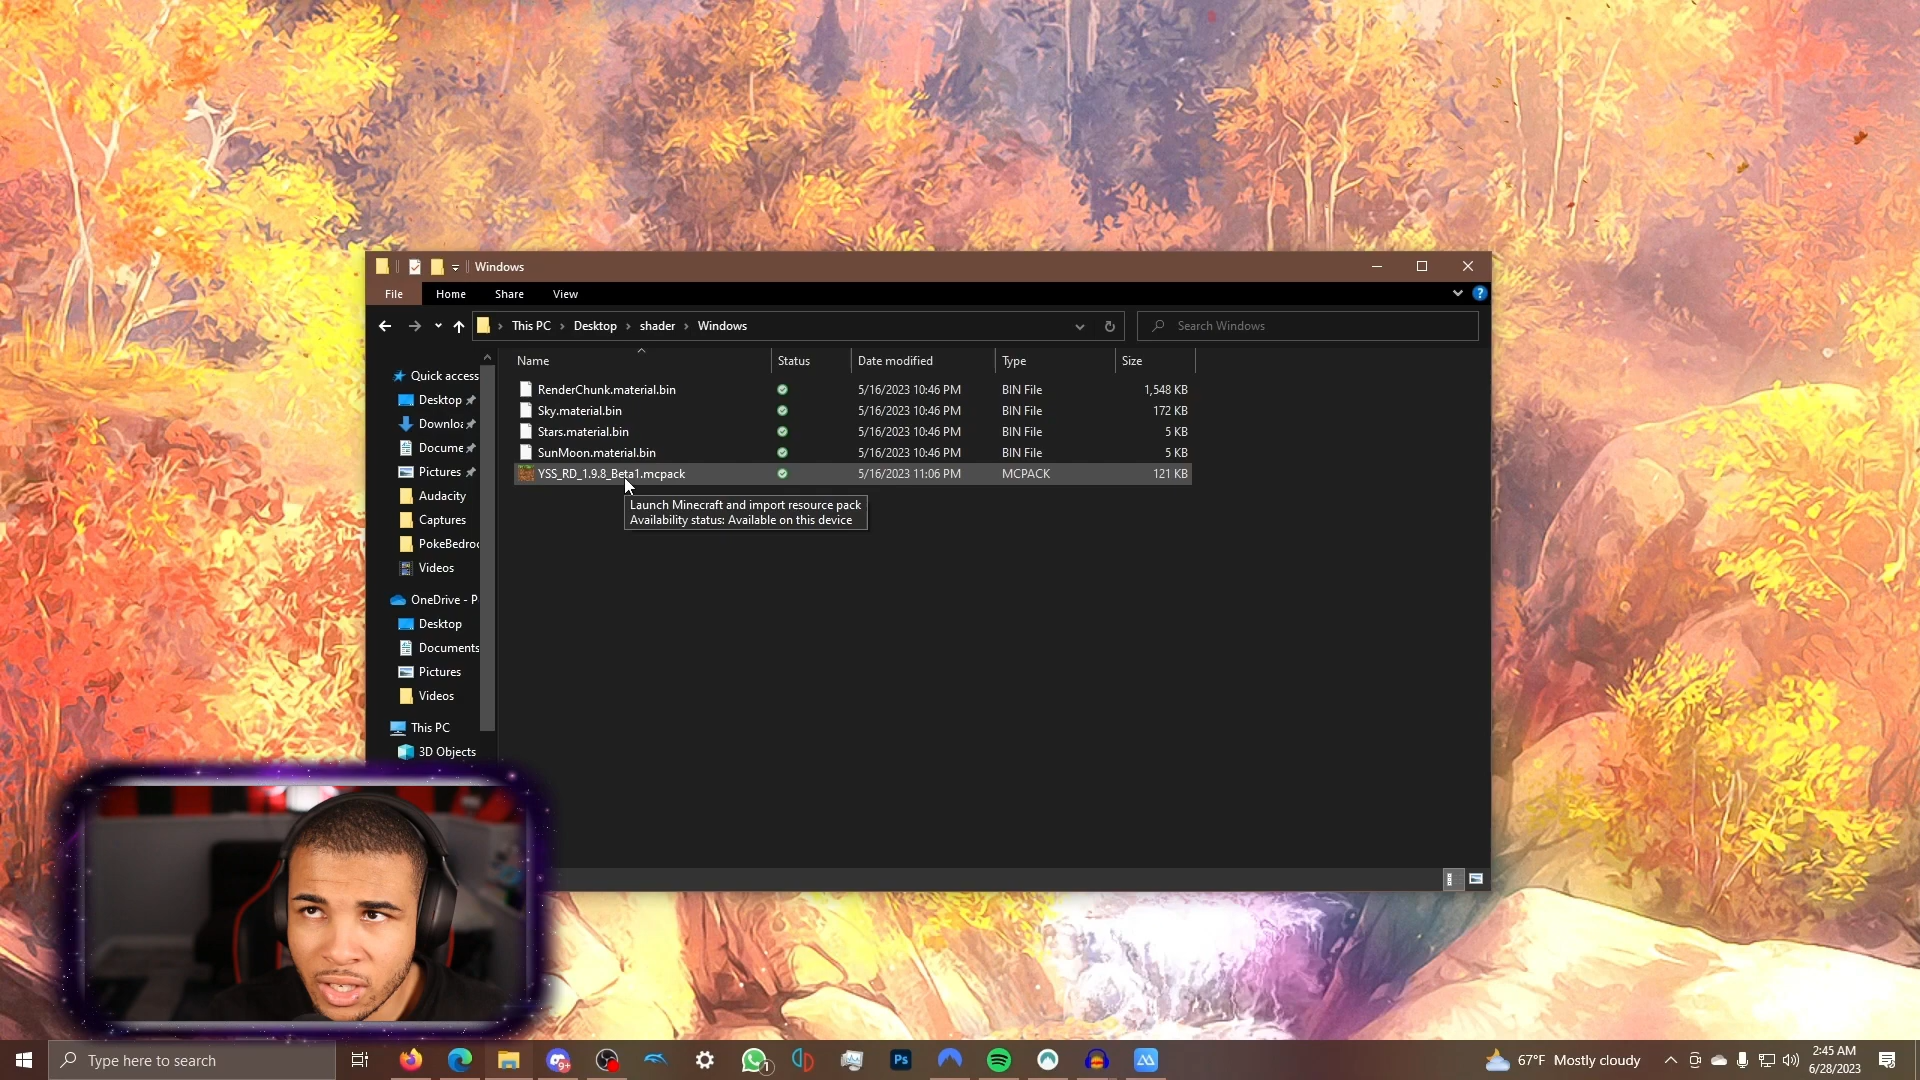 Windows
File Home Share View
This PC Desktop shader Windows
Search Windows
Name Status Date modified Type Size
Quick access
Desktop
Downloa
Docume
Pictures
Audacity
Captures
PokeBedroc
Videos
OneDrive - P
Desktop
Documents
Pictures
Videos
This PC
3D Objects
RenderChunk.material.bin 5/16/2023 10:46 PM BIN File 1,548 KB
Sky.material.bin 5/16/2023 10:46 PM BIN File 172 KB
Stars.material.bin 5/16/2023 10:46 PM BIN File 5 KB
SunMoon.material.bin 5/16/2023 10:46 PM BIN File 5 KB
YSS_RD_1.9.8_Beta1.mcpack 5/16/2023 11:06 PM MCPACK 121 KB
Launch Minecraft and import resource pack
Availability status: Available on this device
Type here to search
9+
1
Ps
67°F Mostly cloudy
2:45 AM
6/28/2023